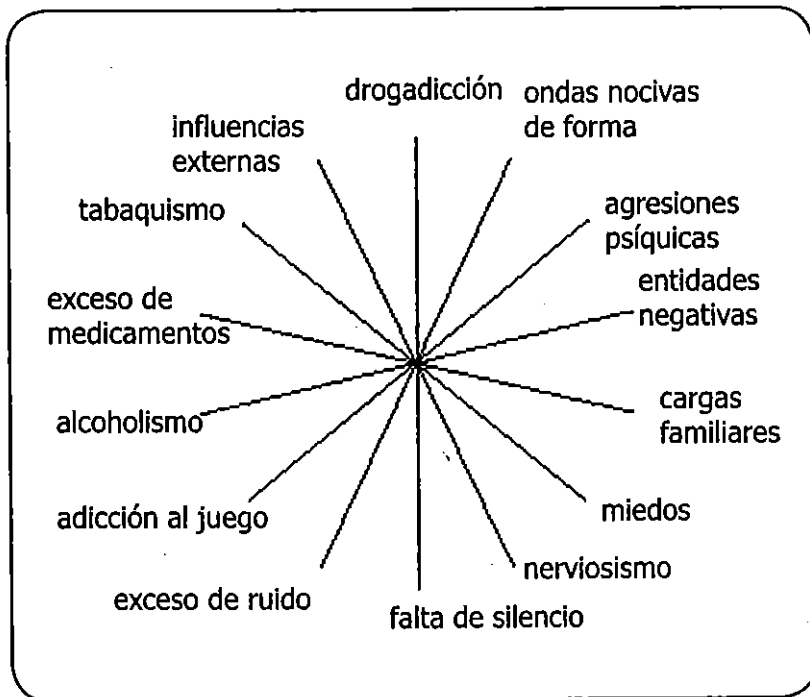 drogadicción
ondas nocivas
de forma
agresiones
psíquicas
entidades
negativas
cargas
familiares
miedos
nerviosismo
falta de silencio
exceso de ruido
adicción al juego
alcoholismo
exceso de
medicamentos
tabaquismo
influencias
externas